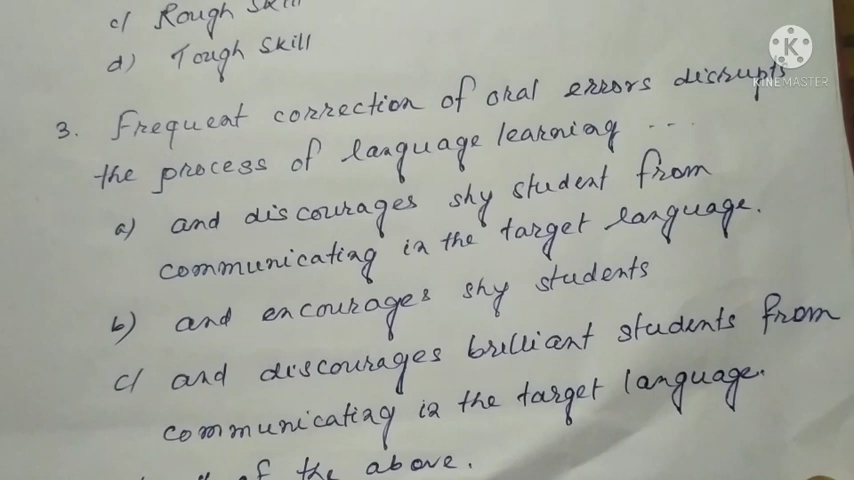 c) Rough Skill
d) Tough Skill
3. Frequent correction of oral errors disrupts
the process of language learning ...
a) and discourages shy student from
communicating in the target language.
b) and encourages shy students
c) and discourages brilliant students from
communicating in the target language.
of the above.
K
KINEMASTER